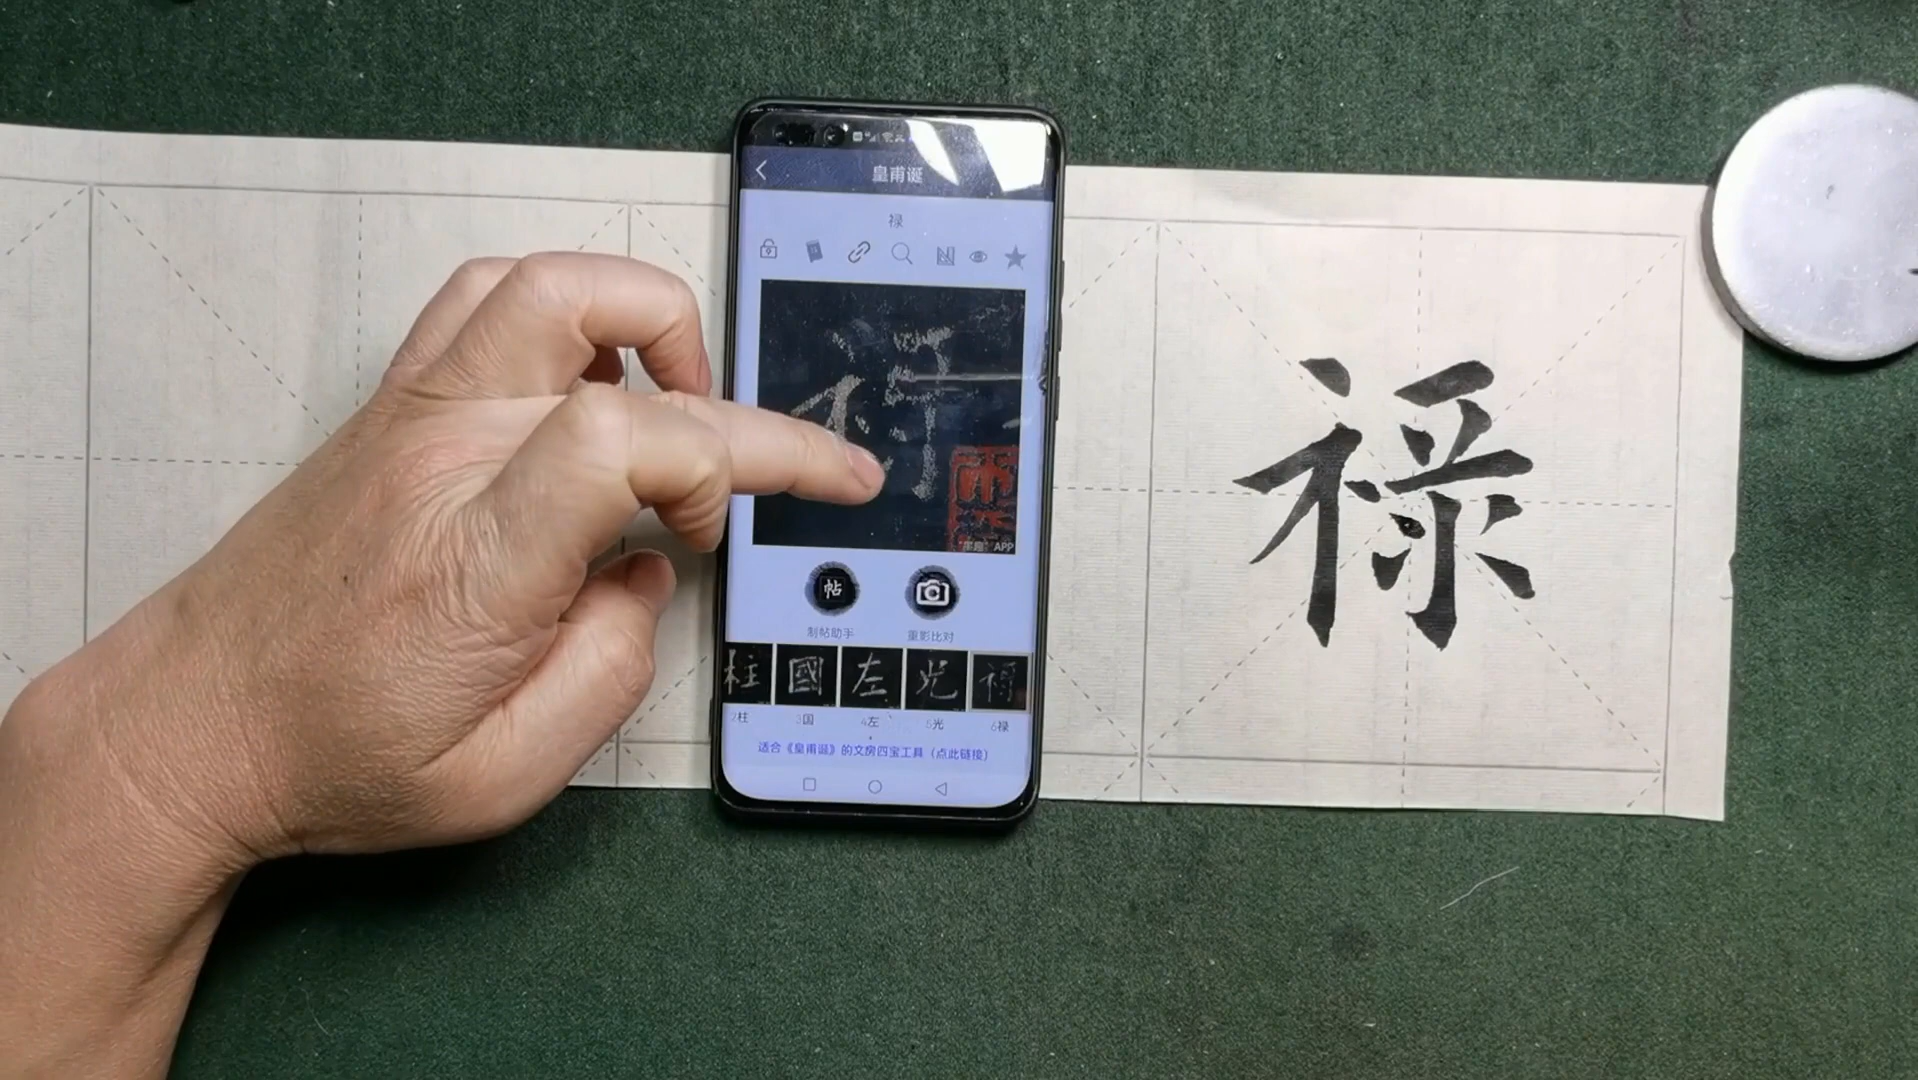 皇甫诞
禄
APP
帖
制帖助手 重影比对
柱 國 左 光 禄
2柱 3国 4左 5光 6禄
适合《皇甫诞》的文房四宝工具（点此链接）
禄